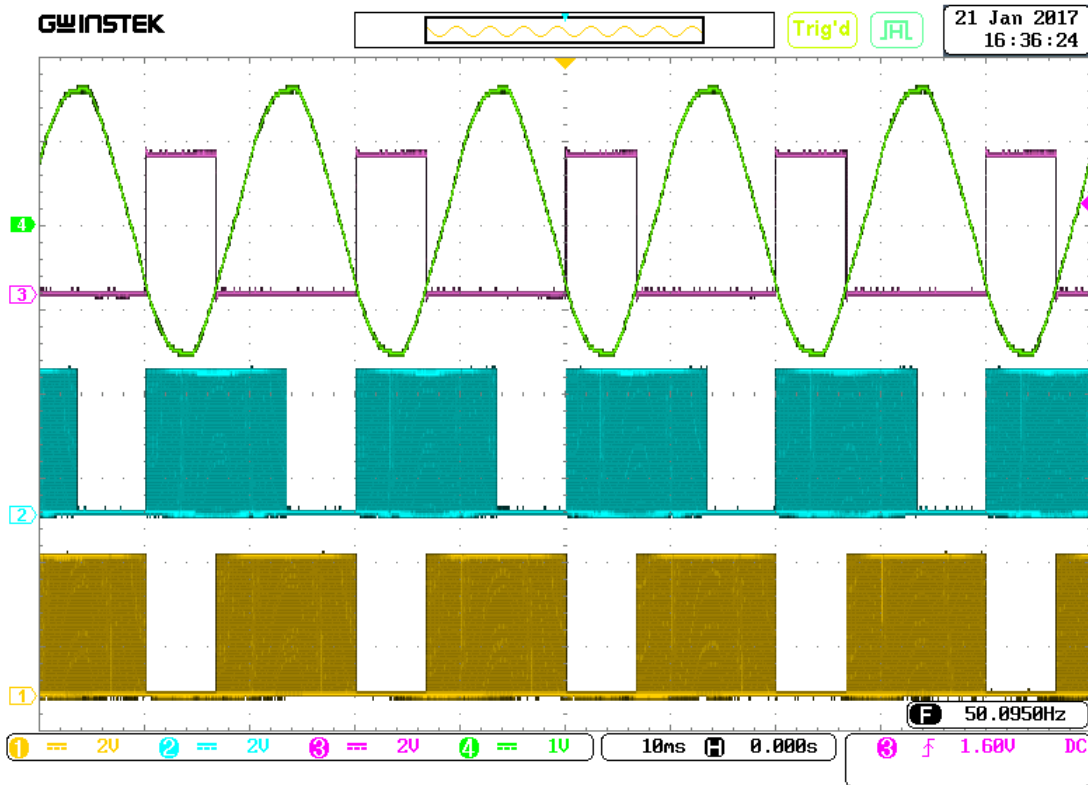 GWINSTEK
Trig'd
21 Jan 2017
16:36:24
4
3
2
1
F 50.0950Hz
1 2V 2 2V 3 2V 4 1V 10ms H 0.000s 3 1.60V DC